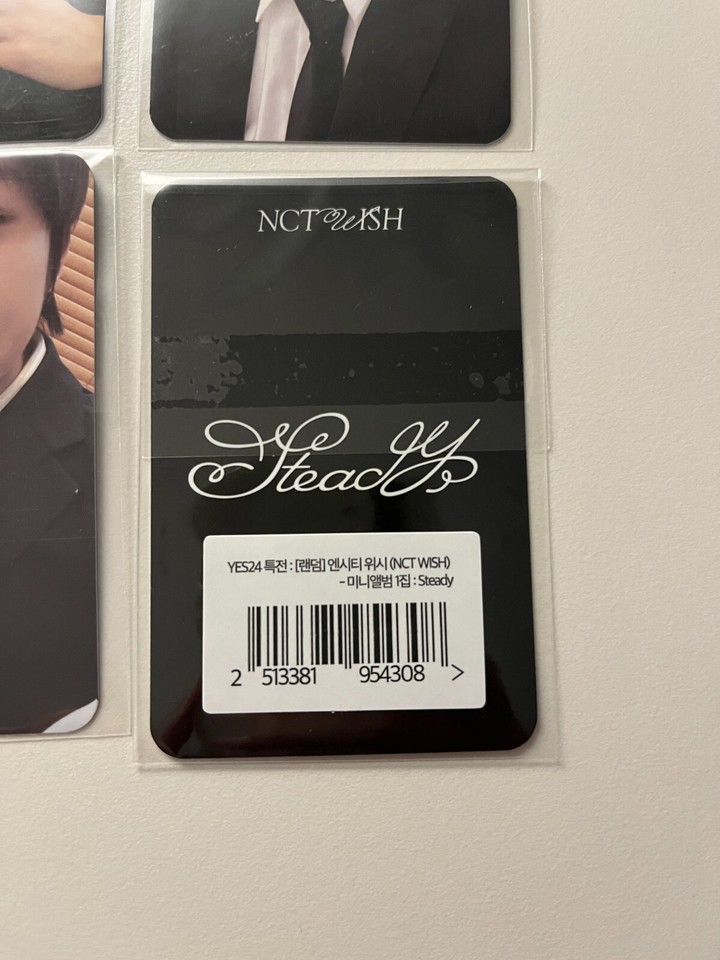 NCT WISH
Steady
YES24 특전 : [랜덤] 엔시티 위시 (NCT WISH)
- 미니앨범 1집 : Steady
2 513381 954308 >